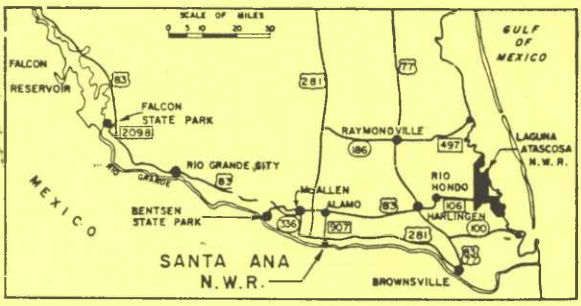 SCALE OF MILES
0 5 10 20 30
GULF
OF
MEXICO
FALCON
RESERVOIR
83
281
77
FALCON
STATE PARK
2098
RAYMONDVILLE
186
497
LAGUNA
ATASCOSA
N.W.R.
RIO GRANDE CITY
RIO GRANDE
83
MEXICO
McALLEN
ALAMO
RIO
HONDO
BENTSEN
STATE PARK
336
907
83
106
HARLINGEN
281
100
SANTA ANA
N.W.R.
83
77
BROWNSVILLE